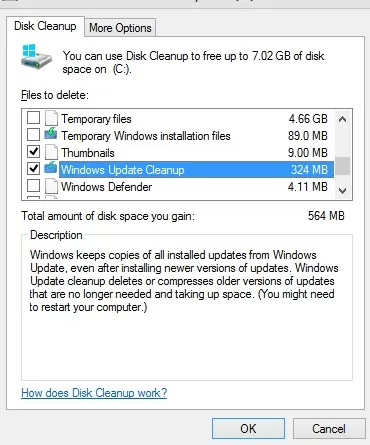 Disk Cleanup More Options
You can use Disk Cleanup to free up to 7.02 GB of disk
space on (C:).
Files to delete:
Temporary files 4.66 GB
Temporary Windows installation files 89.0 MB
Thumbnails 9.00 MB
Windows Update Cleanup 324 MB
Windows Defender 4.11 MB
Total amount of disk space you gain: 564 MB
Description
Windows keeps copies of all installed updates from Windows
Update, even after installing newer versions of updates. Windows
Update cleanup deletes or compresses older versions of updates
that are no longer needed and taking up space. (You might need
to restart your computer.)
How does Disk Cleanup work?
OK Cancel